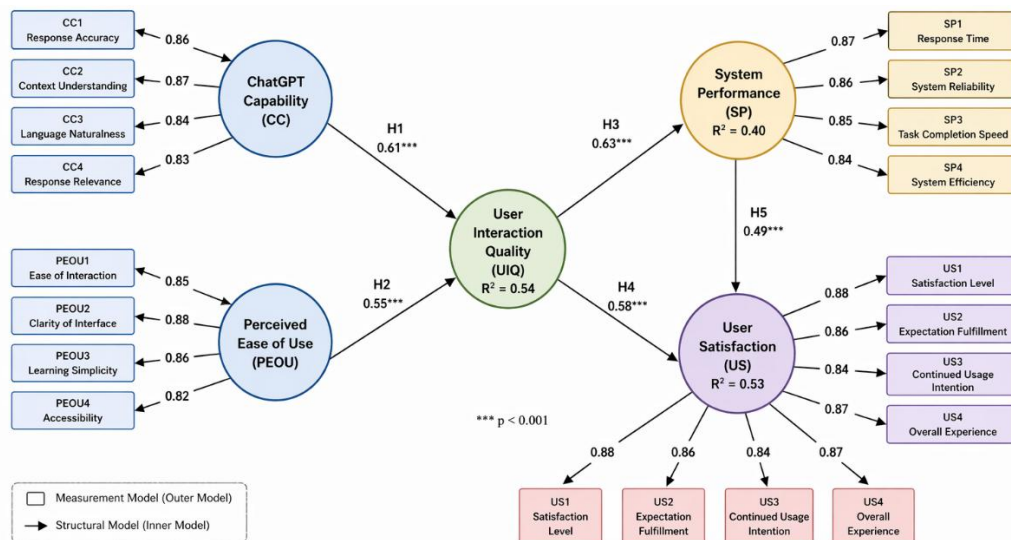 CC1
Response Accuracy
CC2
Context Understanding
CC3
Language Naturalness
CC4
Response Relevance
0.86
0.87
0.84
0.83
ChatGPT
Capability
(CC)
H1
0.61***
PEOU1
Ease of Interaction
PEOU2
Clarity of Interface
PEOU3
Learning Simplicity
PEOU4
Accessibility
0.85
0.88
0.86
0.82
Perceived
Ease of Use
(PEOU)
H2
0.55***
User
Interaction
Quality
(UIQ)
R² = 0.54
H3
0.63***
H4
0.58***
System
Performance
(SP)
R² = 0.40
0.87
0.86
0.85
0.84
SP1
Response Time
SP2
System Reliability
SP3
Task Completion Speed
SP4
System Efficiency
H5
0.49***
User
Satisfaction
(US)
R² = 0.53
0.88
0.86
0.84
0.87
US1
Satisfaction Level
US2
Expectation Fulfillment
US3
Continued Usage
Intention
US4
Overall Experience
*** p < 0.001
0.88
0.86
0.84
0.87
US1
Satisfaction
Level
US2
Expectation
Fulfillment
US3
Continued Usage
Intention
US4
Overall
Experience
Measurement Model (Outer Model)
Structural Model (Inner Model)